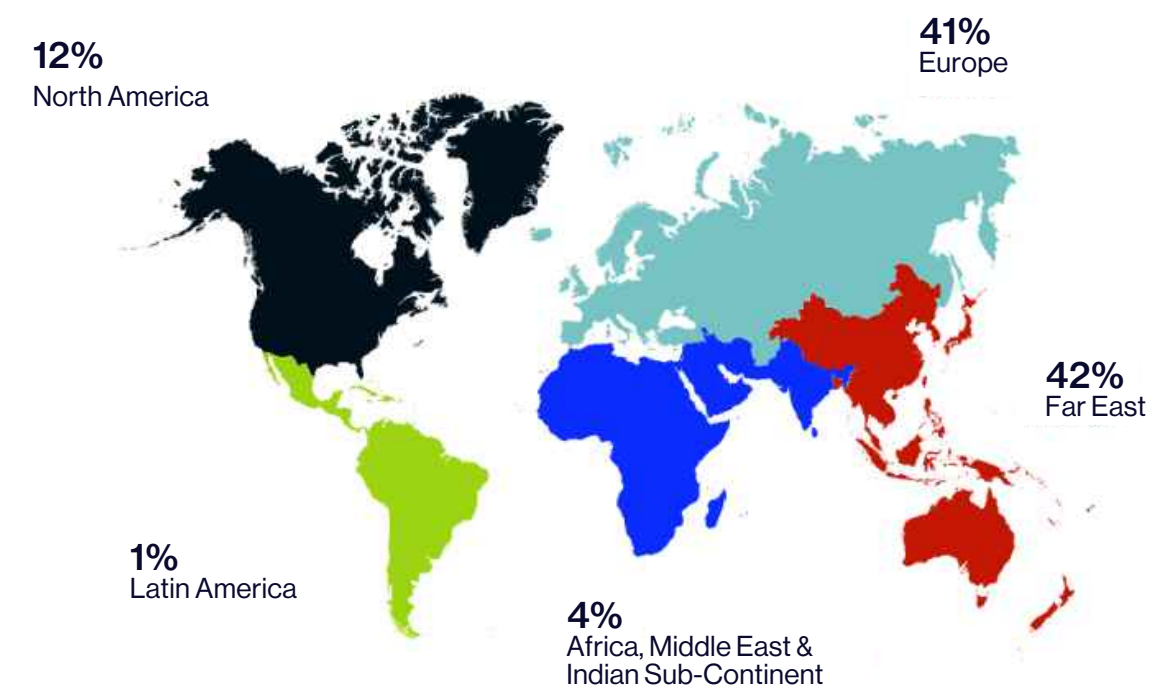 12%
North America
41%
Europe
42%
Far East
1%
Latin America
4%
Africa, Middle East &
Indian Sub-Continent